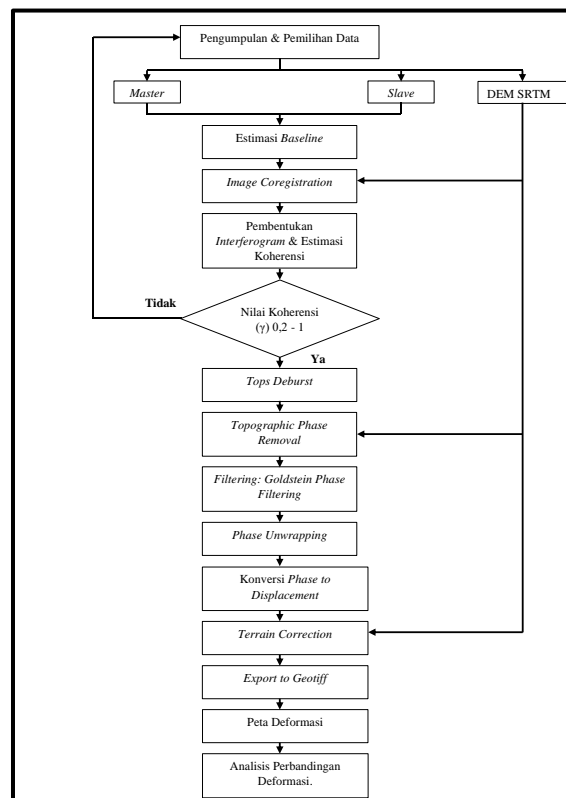 Pengumpulan & Pemilihan Data
Master
Slave
DEM SRTM
Estimasi Baseline
Image Coregistration
Pembentukan
Interferogram & Estimasi
Koherensi
Tidak
Nilai Koherensi
(γ) 0,2 - 1
Ya
Tops Deburst
Topographic Phase
Removal
Filtering: Goldstein Phase
Filtering
Phase Unwrapping
Konversi Phase to
Displacement
Terrain Correction
Export to Geotiff
Peta Deformasi
Analisis Perbandingan
Deformasi.